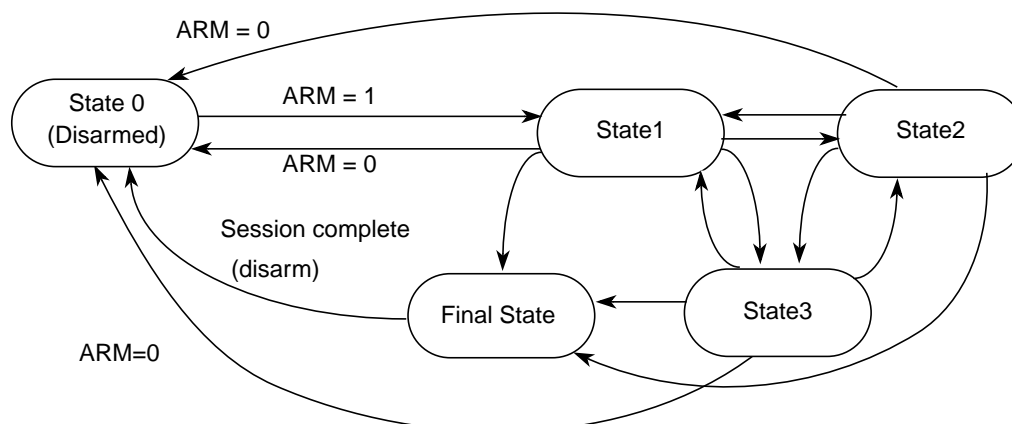 ARM = 0
State 0
(Disarmed)
ARM = 1
State1
State2
ARM = 0
Session complete
(disarm)
Final State
State3
ARM=0